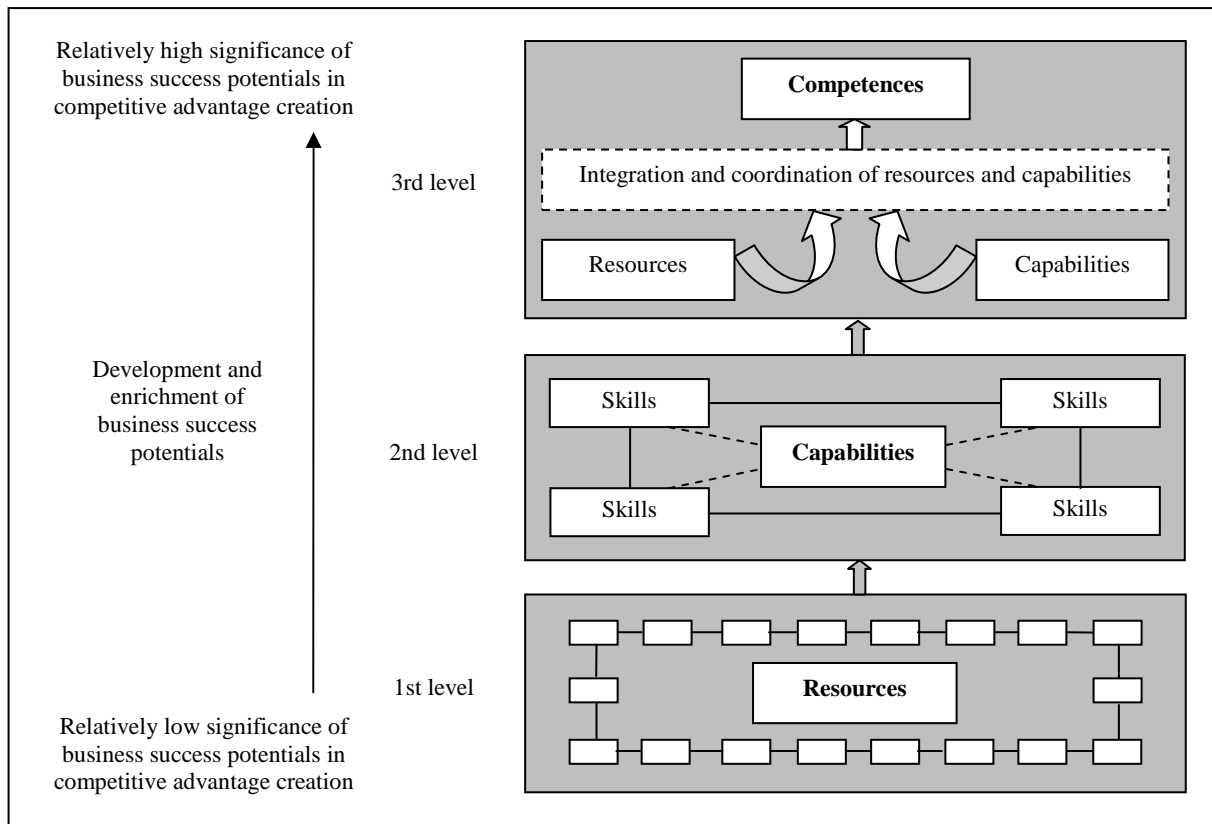 Relatively high significance of
business success potentials in
competitive advantage creation
Competences
3rd level
Integration and coordination of resources and capabilities
Resources
Capabilities
Development and
enrichment of
business success
potentials
2nd level
Skills
Skills
Capabilities
Skills
Skills
1st level
Resources
Relatively low significance of
business success potentials in
competitive advantage creation